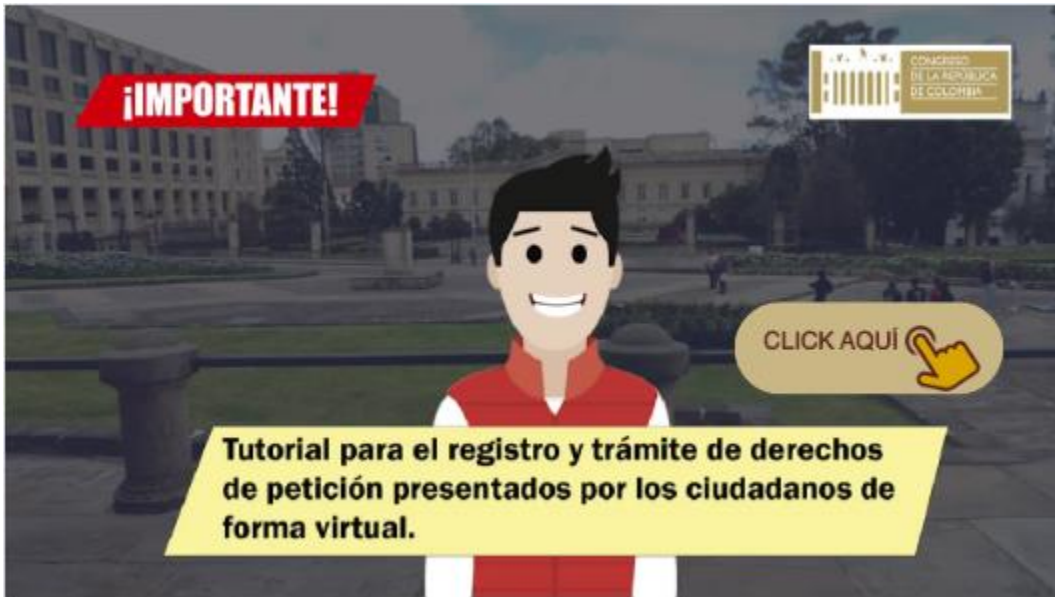 ¡IMPORTANTE!
CONGRESO
DE LA REPÚBLICA
DE COLOMBIA
CLICK AQUÍ
Tutorial para el registro y trámite de derechos
de petición presentados por los ciudadanos de
forma virtual.